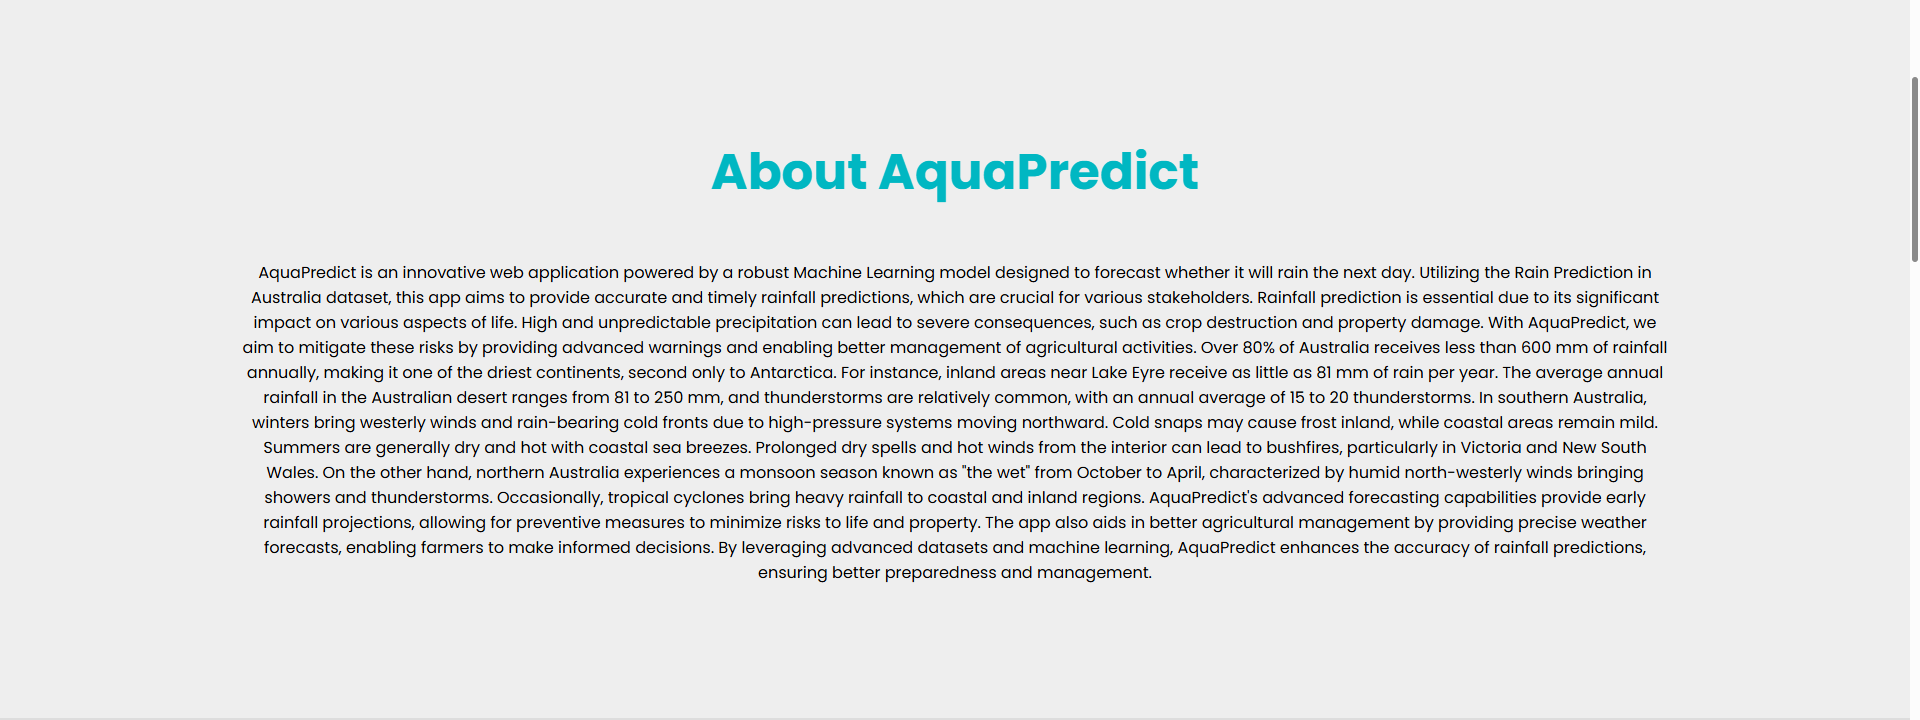 About AquaPredict
AquaPredict is an innovative web application powered by a robust Machine Learning model designed to forecast whether it will rain the next day. Utilizing the Rain Prediction in
Australia dataset, this app aims to provide accurate and timely rainfall predictions, which are crucial for various stakeholders. Rainfall prediction is essential due to its significant
impact on various aspects of life. High and unpredictable precipitation can lead to severe consequences, such as crop destruction and property damage. With AquaPredict, we
aim to mitigate these risks by providing advanced warnings and enabling better management of agricultural activities. Over 80% of Australia receives less than 600 mm of rainfall
annually, making it one of the driest continents, second only to Antarctica. For instance, inland areas near Lake Eyre receive as little as 81 mm of rain per year. The average annual
rainfall in the Australian desert ranges from 81 to 250 mm, and thunderstorms are relatively common, with an annual average of 15 to 20 thunderstorms. In southern Australia,
winters bring westerly winds and rain-bearing cold fronts due to high-pressure systems moving northward. Cold snaps may cause frost inland, while coastal areas remain mild.
Summers are generally dry and hot with coastal sea breezes. Prolonged dry spells and hot winds from the interior can lead to bushfires, particularly in Victoria and New South
Wales. On the other hand, northern Australia experiences a monsoon season known as "the wet" from October to April, characterized by humid north-westerly winds bringing
showers and thunderstorms. Occasionally, tropical cyclones bring heavy rainfall to coastal and inland regions. AquaPredict's advanced forecasting capabilities provide early
rainfall projections, allowing for preventive measures to minimize risks to life and property. The app also aids in better agricultural management by providing precise weather
forecasts, enabling farmers to make informed decisions. By leveraging advanced datasets and machine learning, AquaPredict enhances the accuracy of rainfall predictions,
ensuring better preparedness and management.